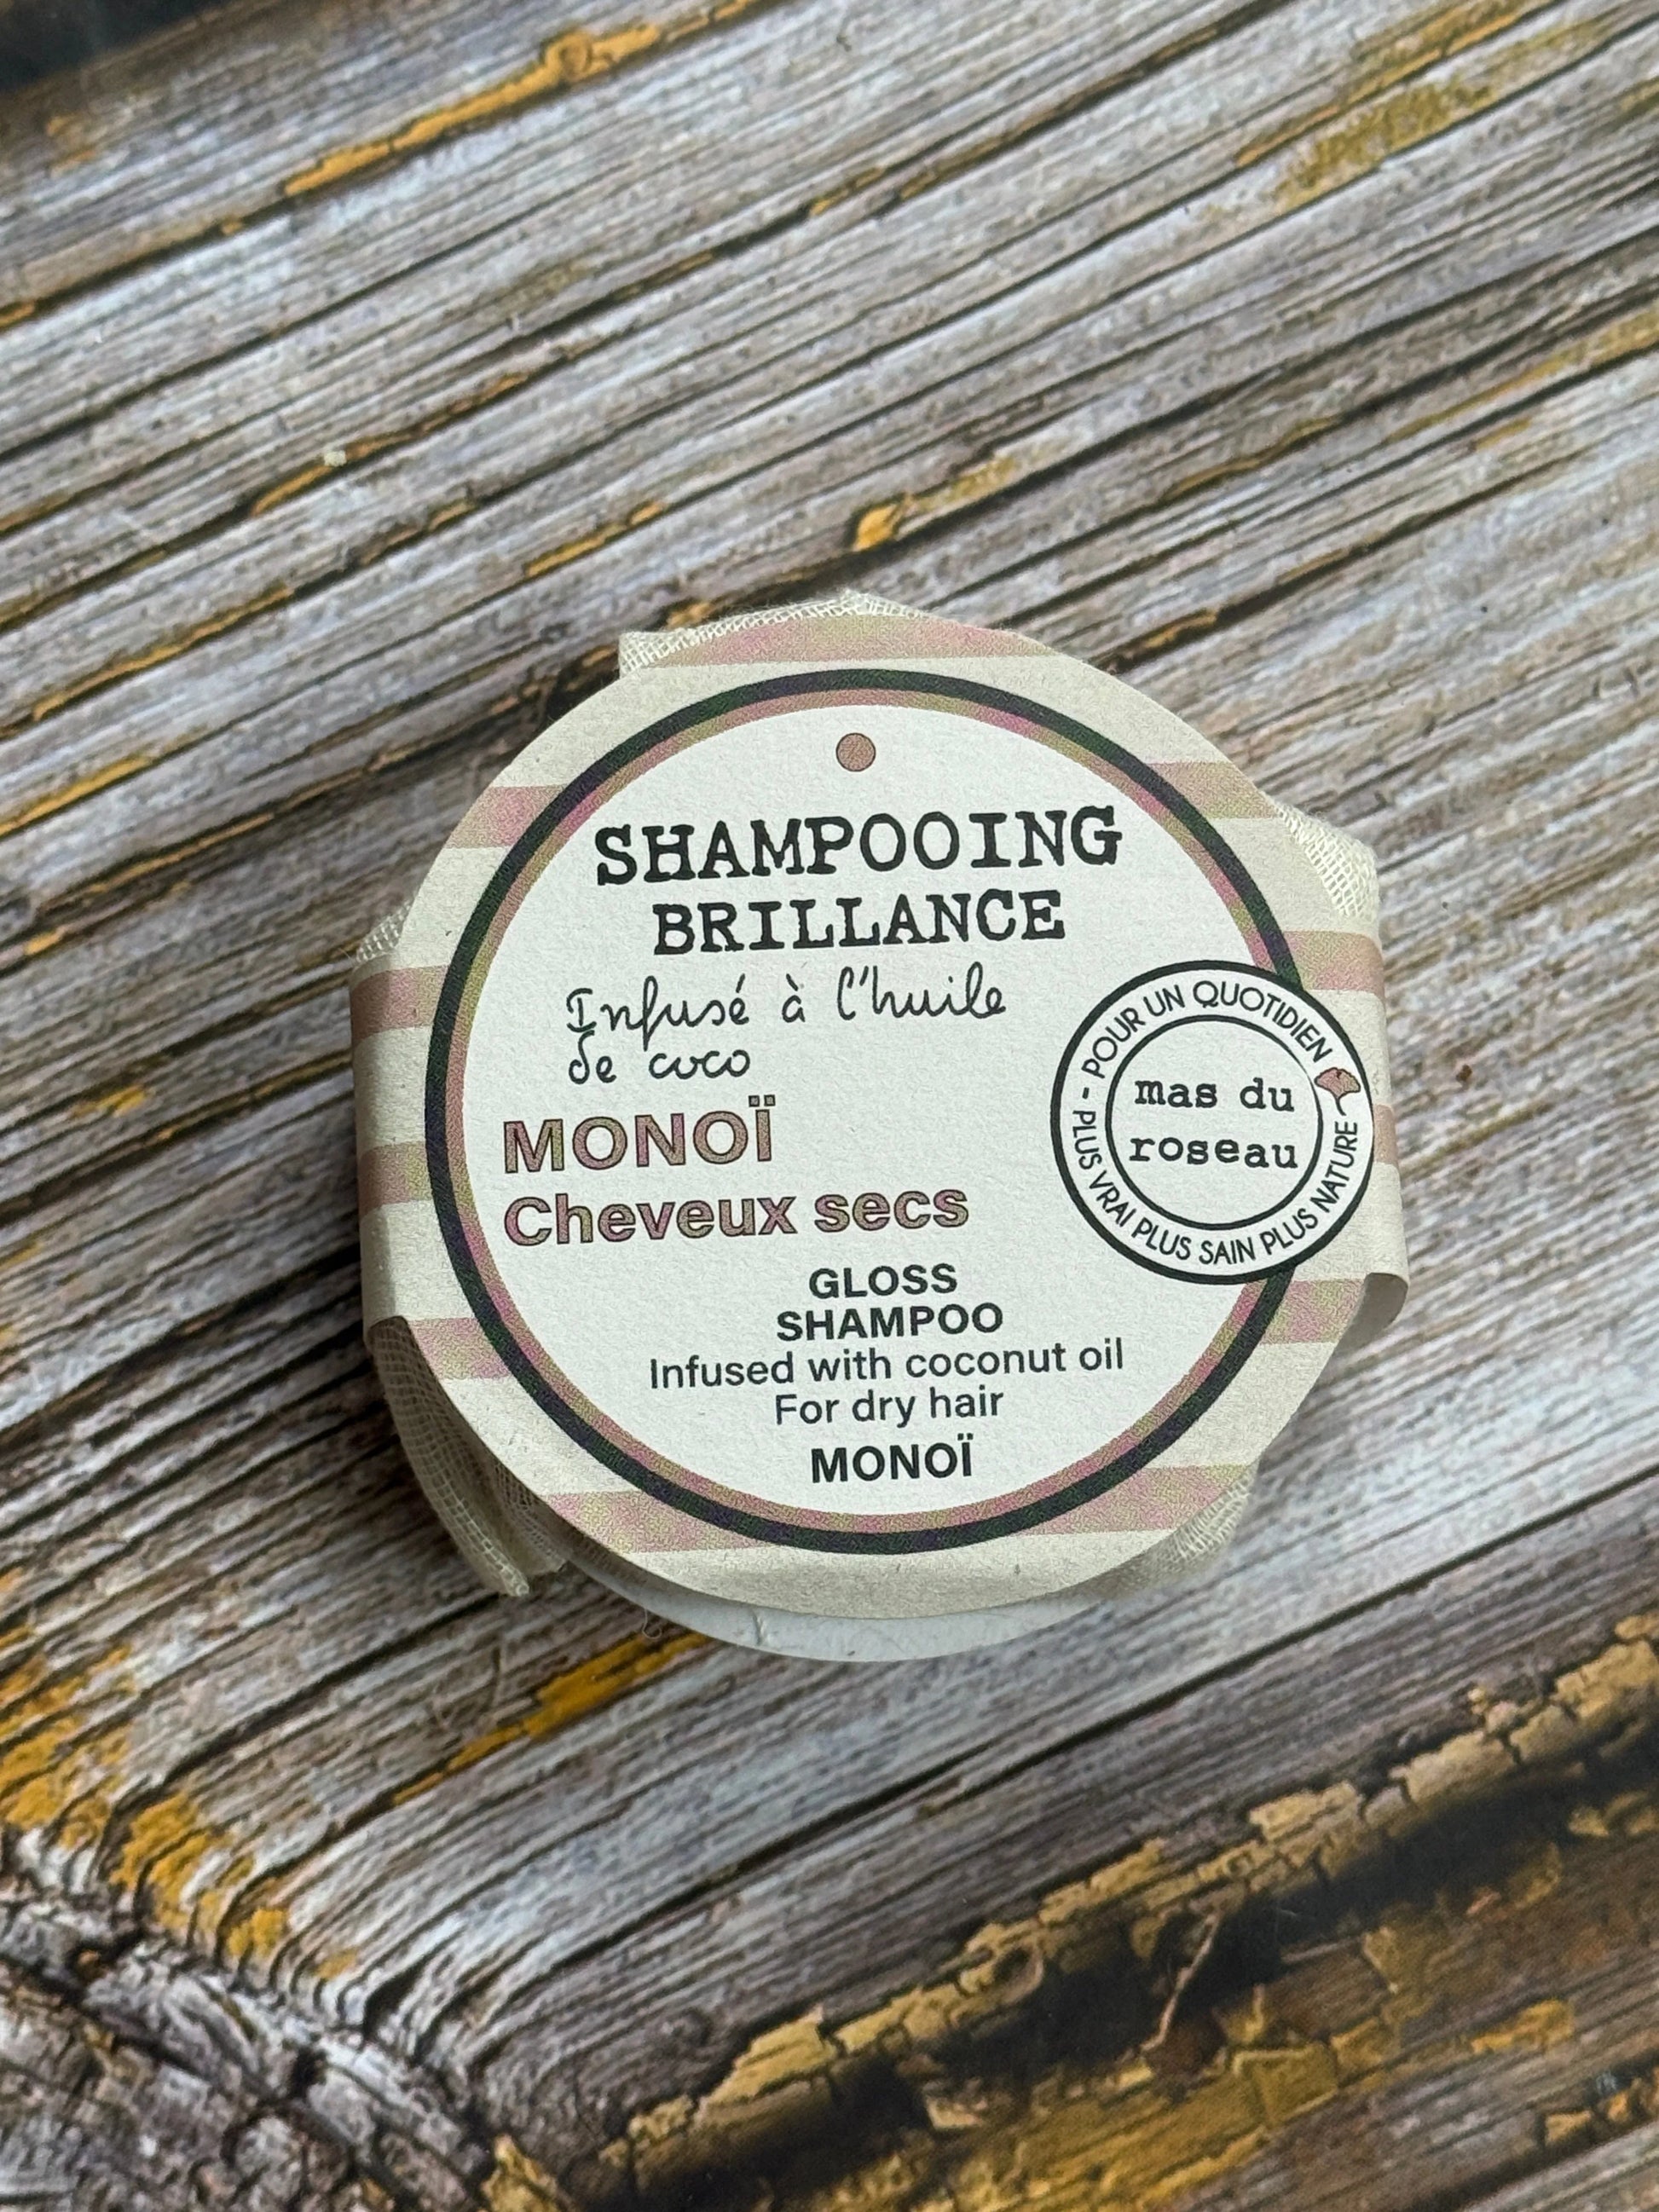 SHAMPOOING
BRILLANCE
Infusé à l'huile
de coco
MONOÏ
Cheveux secs
GLOSS
SHAMPOO
Infused with coconut oil
For dry hair
MONOÏ
- POUR UN QUOTIDIEN
mas du
roseau
- PLUS VRAI PLUS SAIN PLUS NATURE